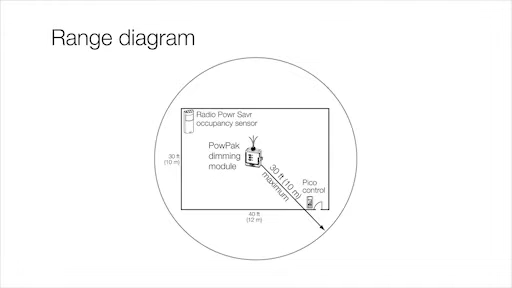 Range diagram
Radio Powr Savr
occupancy sensor
PowPak
dimming
module
30 ft
(10 m)
30 ft (10 m)
maximum
Pico
control
40 ft
(12 m)